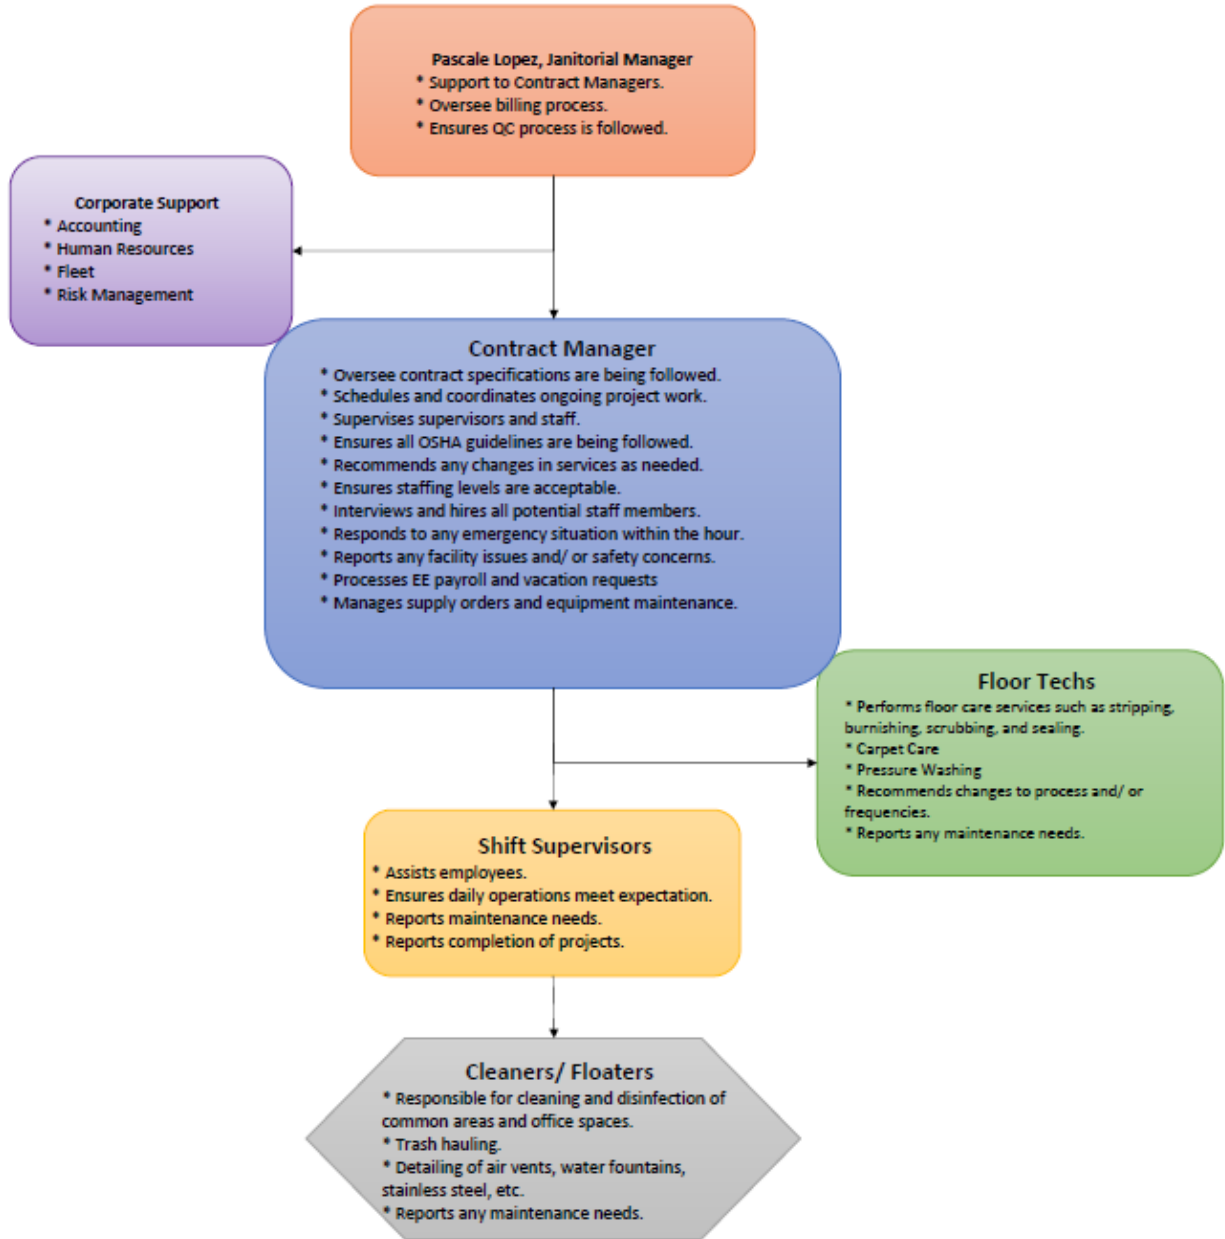 Pascale Lopez, Janitorial Manager
* Support to Contract Managers.
* Oversee billing process.
* Ensures QC process is followed.
Corporate Support
* Accounting
* Human Resources
* Fleet
* Risk Management
Contract Manager
* Oversee contract specifications are being followed.
* Schedules and coordinates ongoing project work.
* Supervises supervisors and staff.
* Ensures all OSHA guidelines are being followed.
* Recommends any changes in services as needed.
* Ensures staffing levels are acceptable.
* Interviews and hires all potential staff members.
* Responds to any emergency situation within the hour.
* Reports any facility issues and/ or safety concerns.
* Processes EE payroll and vacation requests
* Manages supply orders and equipment maintenance.
Floor Techs
* Performs floor care services such as stripping,
burnishing, scrubbing, and sealing.
* Carpet Care
* Pressure Washing
* Recommends changes to process and/ or
frequencies.
* Reports any maintenance needs.
Shift Supervisors
* Assists employees.
* Ensures daily operations meet expectation.
* Reports maintenance needs.
* Reports completion of projects.
Cleaners/ Floaters
* Responsible for cleaning and disinfection of
common areas and office spaces.
* Trash hauling.
* Detailing of air vents, water fountains,
stainless steel, etc.
* Reports any maintenance needs.